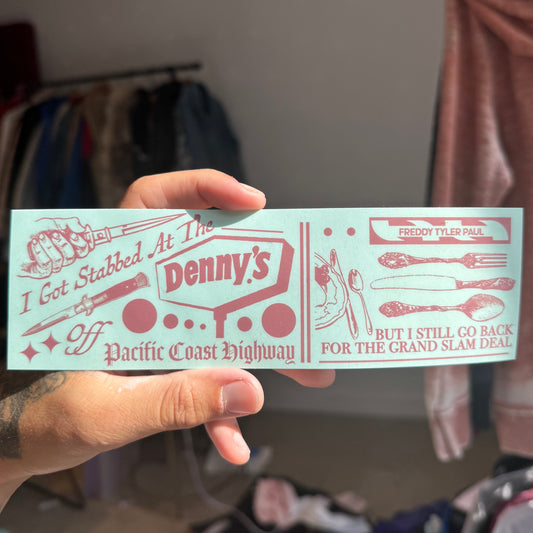 I Got Stabbed At The
Denny's
off
Pacific Coast Highway
FREDDY TYLER PAUL
BUT I STILL GO BACK
FOR THE GRAND SLAM DEAL